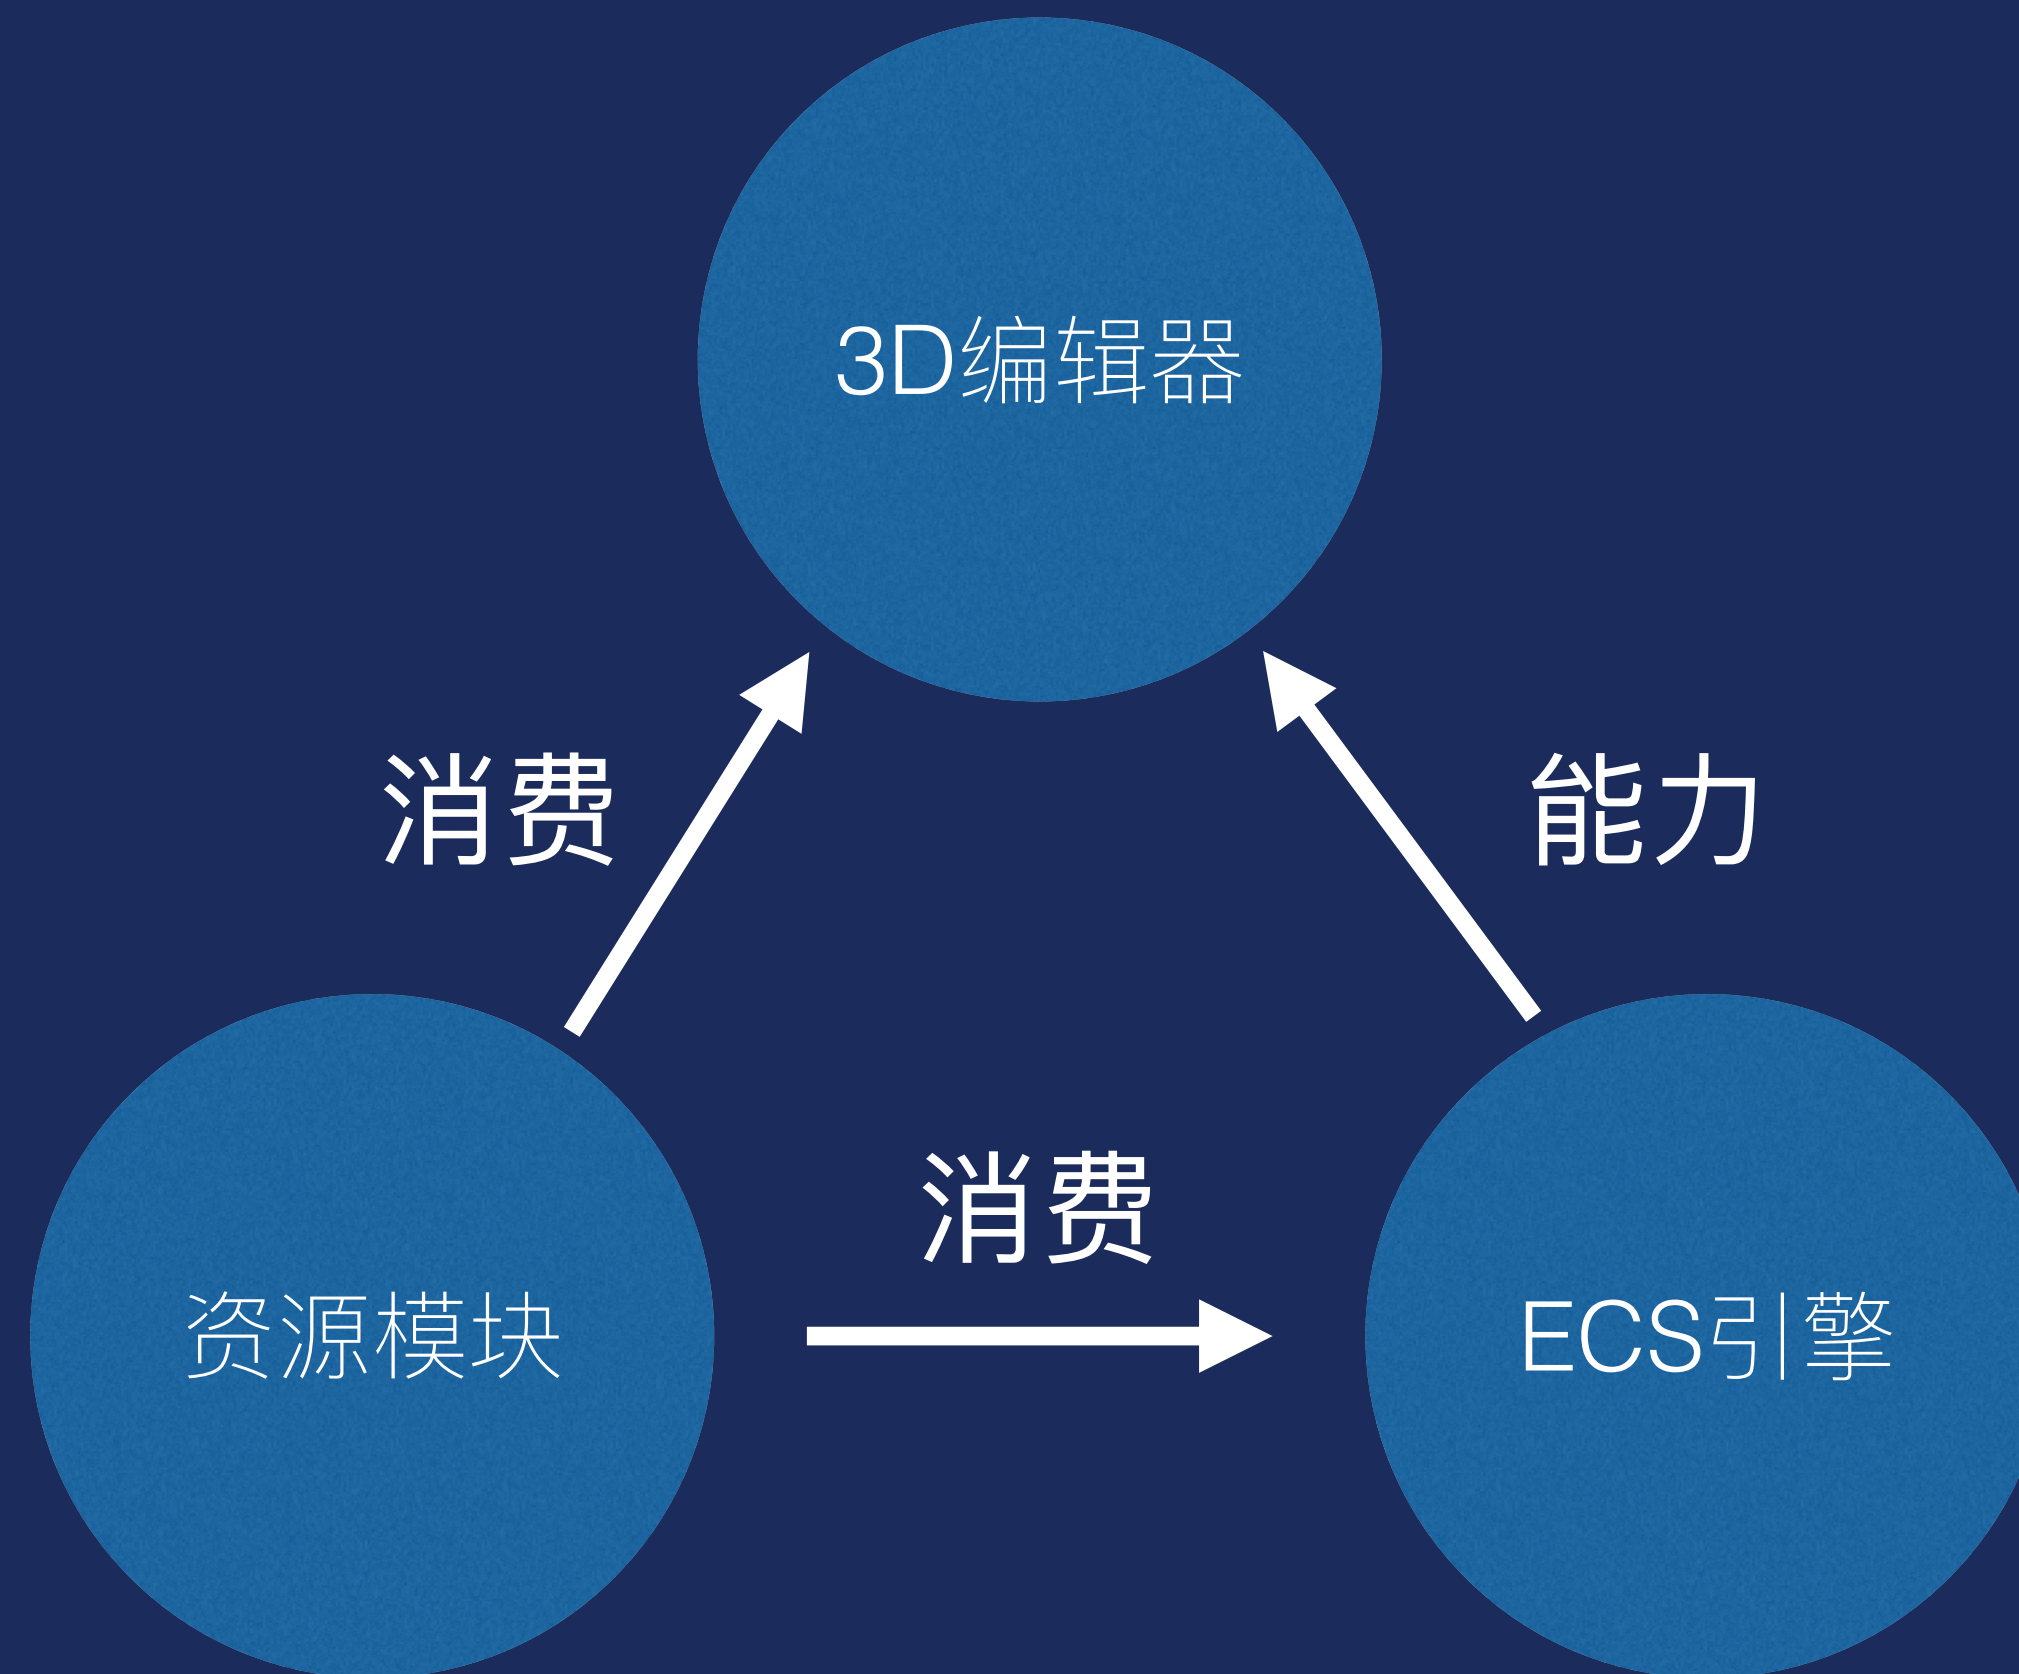 3D编辑器
消费
能力
消费
资源模块
ECS引擎